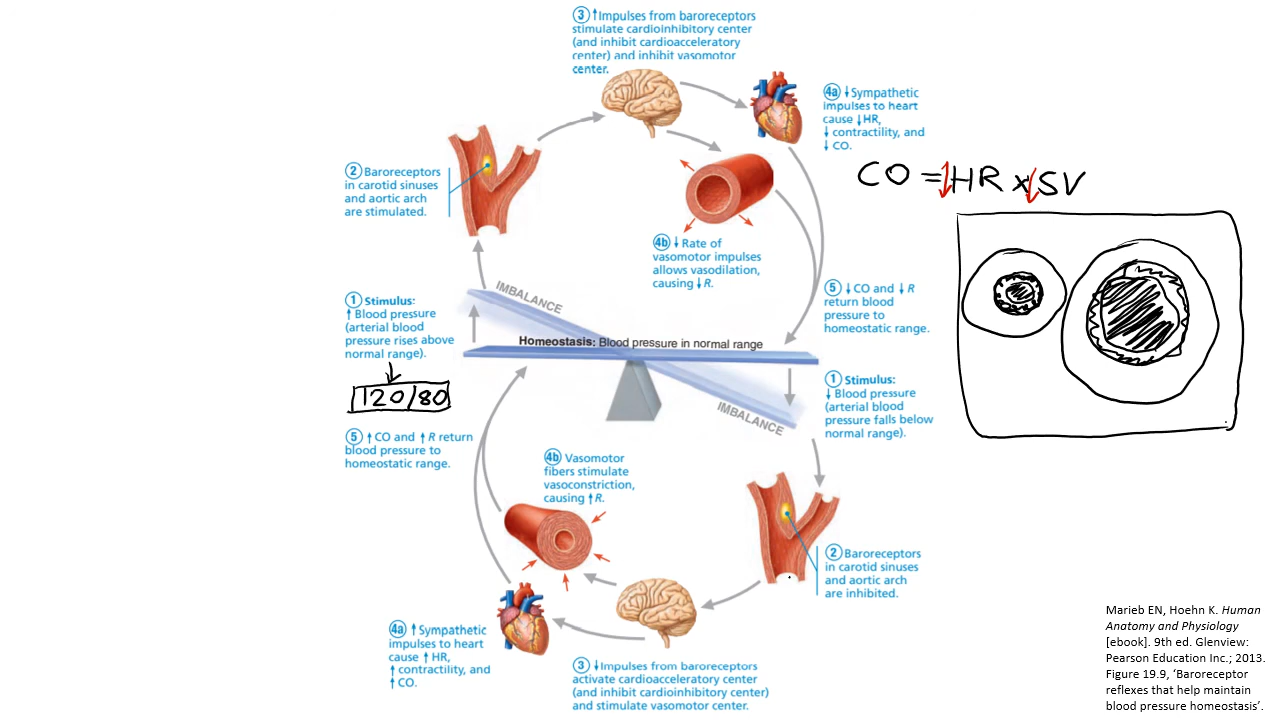 ③ ↑Impulses from baroreceptors
stimulate cardioinhibitory center
(and inhibit cardioacceleratory
center) and inhibit vasomotor
center.
4a ↓Sympathetic
impulses to heart
cause ↓HR,
↓ contractility, and
↓ CO.
CO = ↓HR x ↓SV
② Baroreceptors
in carotid sinuses
and aortic arch
are stimulated.
4b ↓ Rate of
vasomotor impulses
allows vasodilation,
causing ↓R.
① Stimulus:
↑ Blood pressure
(arterial blood
pressure rises above
normal range).
120/80
IMBALANCE
⑤ ↓CO and ↓R
return blood
pressure to
homeostatic range.
Homeostasis: Blood pressure in normal range
IMBALANCE
① Stimulus:
↓ Blood pressure
(arterial blood
pressure falls below
normal range).
⑤ ↑CO and ↑R return
blood pressure to
homeostatic range.
4b Vasomotor
fibers stimulate
vasoconstriction,
causing ↑R.
② Baroreceptors
in carotid sinuses
and aortic arch
are inhibited.
4a ↑ Sympathetic
impulses to heart
cause ↑ HR,
↑ contractility, and
↑ CO.
③ ↓Impulses from baroreceptors
activate cardioacceleratory center
(and inhibit cardioinhibitory center)
and stimulate vasomotor center.
Marieb EN, Hoehn K. Human
Anatomy and Physiology
[ebook]. 9th ed. Glenview:
Pearson Education Inc.; 2013.
Figure 19.9, ‘Baroreceptor
reflexes that help maintain
blood pressure homeostasis’.